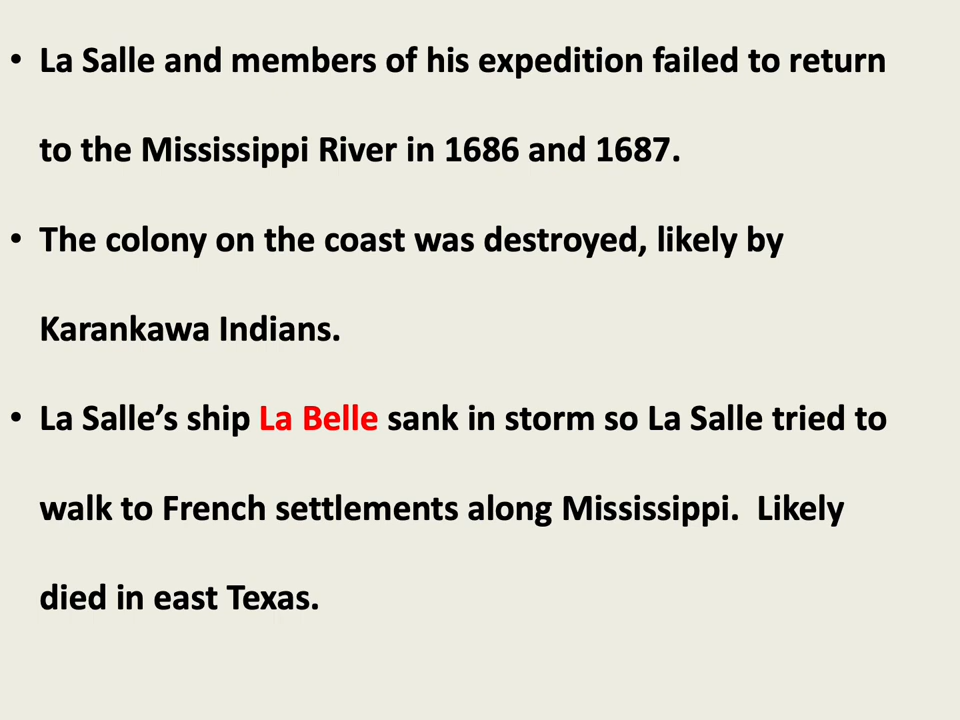 • La Salle and members of his expedition failed to return
to the Mississippi River in 1686 and 1687.
• The colony on the coast was destroyed, likely by
Karankawa Indians.
• La Salle’s ship La Belle sank in storm so La Salle tried to
walk to French settlements along Mississippi.  Likely
died in east Texas.